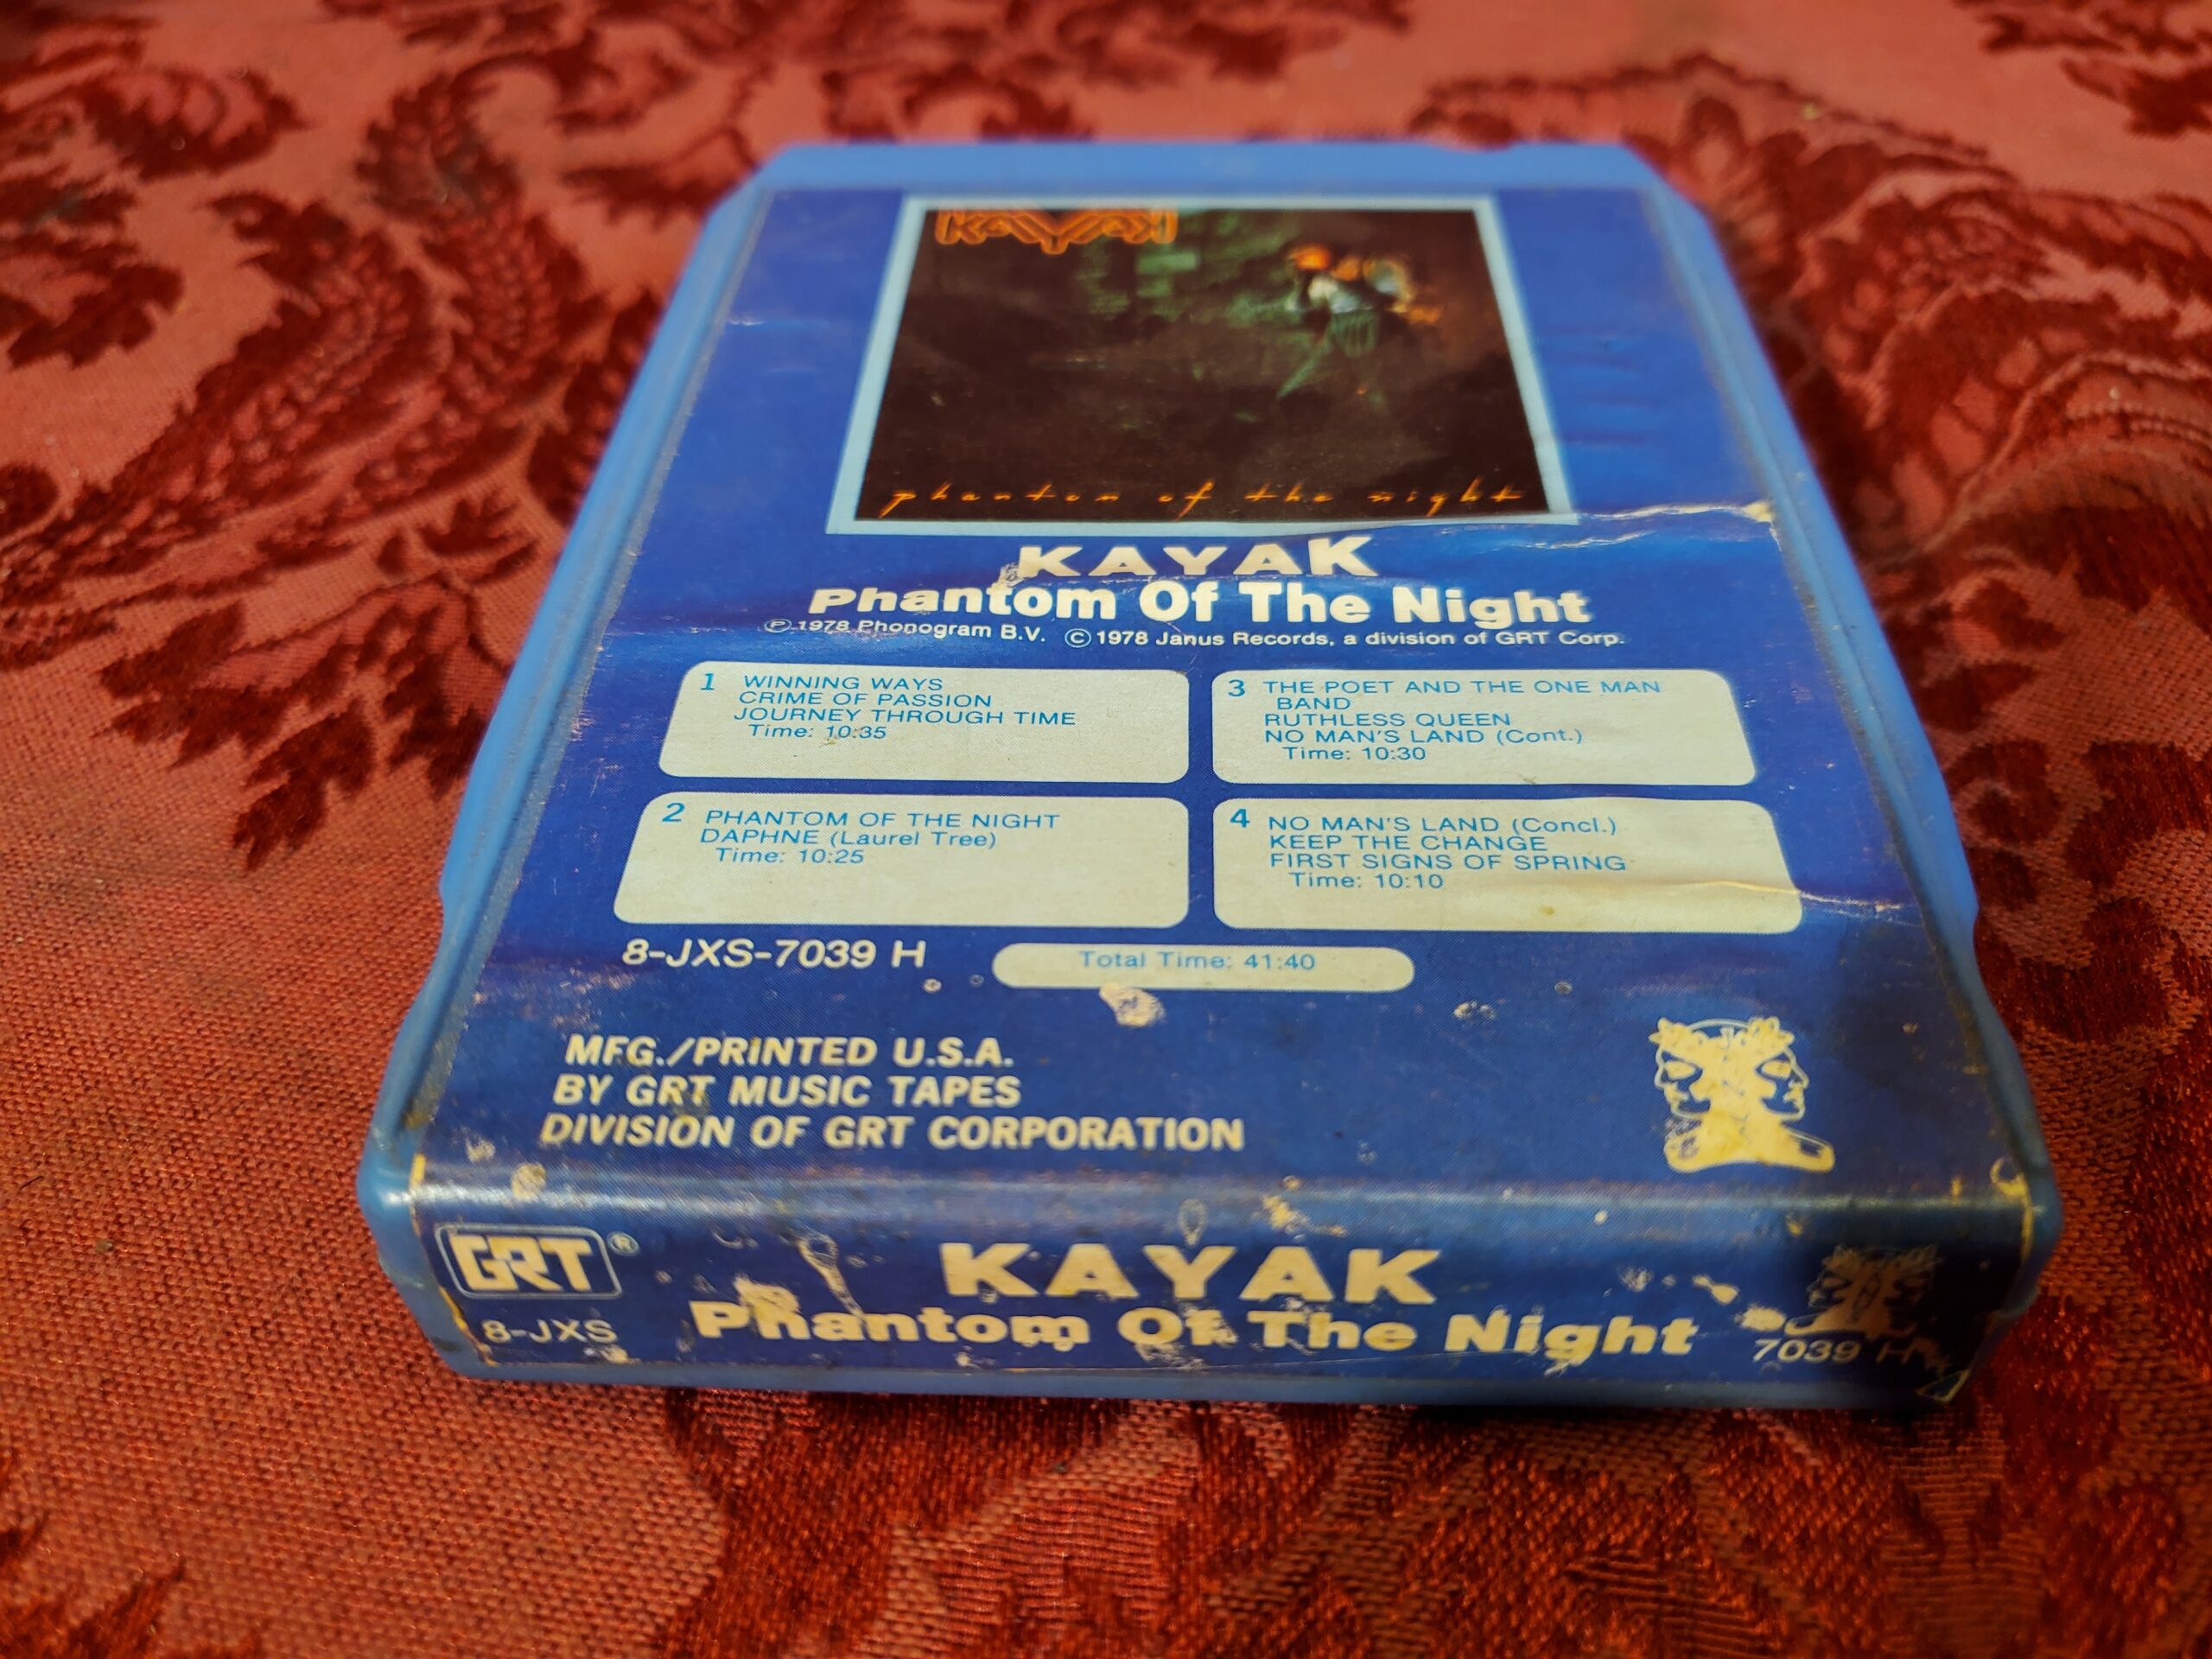 KAYAK
phantom of the night
KAYAK
Phantom Of The Night
Ⓟ 1978 Phonogram B.V. © 1978 Janus Records, a division of GRT Corp.
1 WINNING WAYS
CRIME OF PASSION
JOURNEY THROUGH TIME
Time: 10:35
2 PHANTOM OF THE NIGHT
DAPHNE (Laurel Tree)
Time: 10:25
3 THE POET AND THE ONE MAN
BAND
RUTHLESS QUEEN
NO MAN'S LAND (Cont.)
Time: 10:30
4 NO MAN'S LAND (Concl.)
KEEP THE CHANGE
FIRST SIGNS OF SPRING
Time: 10:10
8-JXS-7039 H
Total Time: 41:40
MFG./PRINTED U.S.A.
BY GRT MUSIC TAPES
DIVISION OF GRT CORPORATION
GRT®
8-JXS
KAYAK
Phantom Of The Night
7039 H